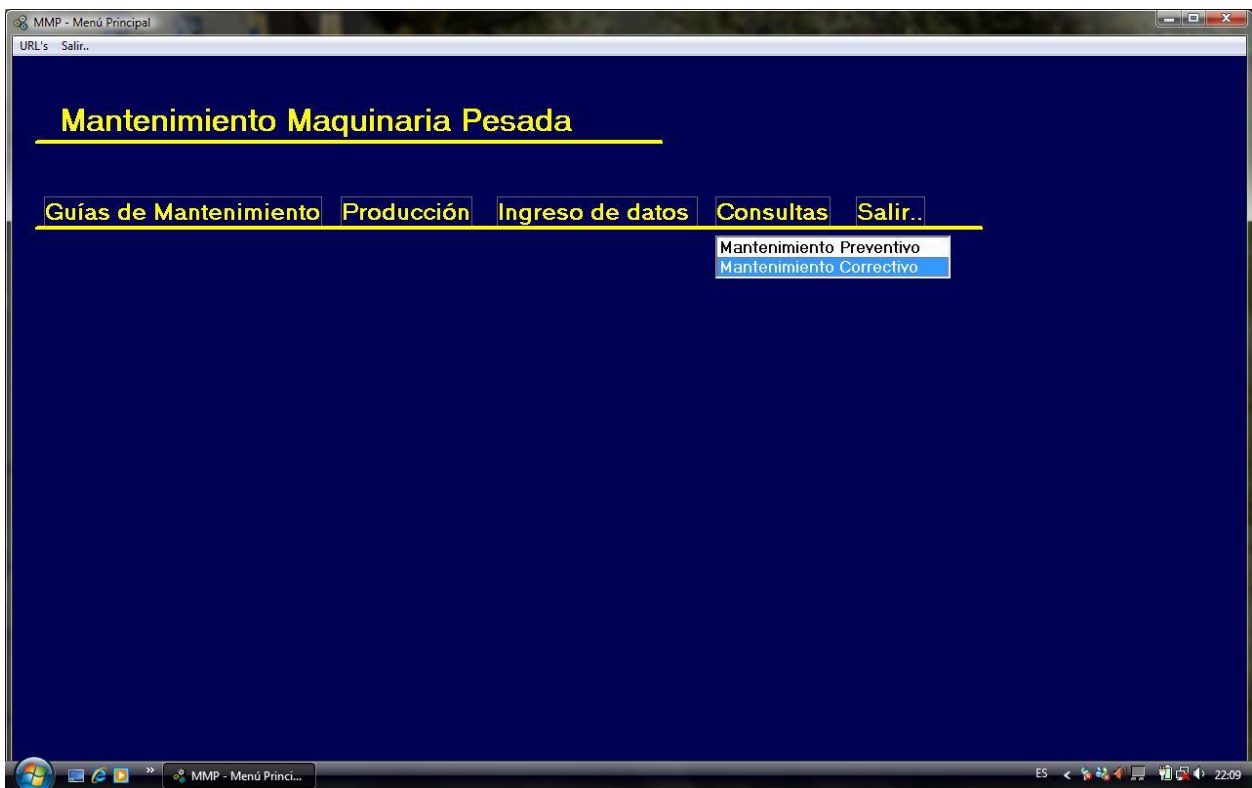 MMP - Menú Principal
URL's Salir..
Mantenimiento Maquinaria Pesada
Guías de Mantenimiento Producción Ingreso de datos Consultas Salir..
Mantenimiento Preventivo
Mantenimiento Correctivo
MMP - Menú Princi... ES 22:09